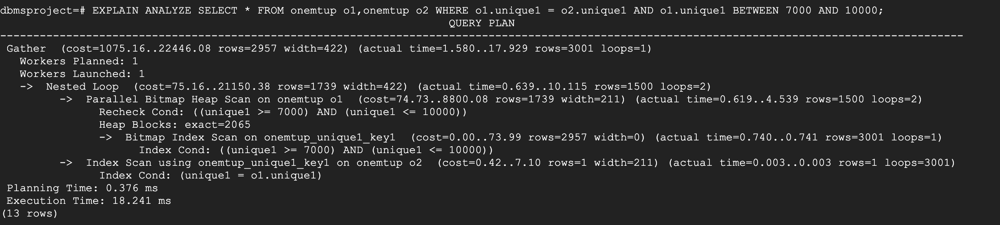 dbmsproject=# EXPLAIN ANALYZE SELECT * FROM onemtup o1,onemtup o2 WHERE o1.unique1 = o2.unique1 AND o1.unique1 BETWEEN 7000 AND 10000;
QUERY PLAN
--------------------------------------------------------------------------------------------------------------------------------------------------
Gather  (cost=1075.16..22446.08 rows=2957 width=422) (actual time=1.580..17.929 rows=3001 loops=1)
  Workers Planned: 1
  Workers Launched: 1
  ->  Nested Loop  (cost=75.16..21150.38 rows=1739 width=422) (actual time=0.639..10.115 rows=1500 loops=2)
        ->  Parallel Bitmap Heap Scan on onemtup o1  (cost=74.73..8800.08 rows=1739 width=211) (actual time=0.619..4.539 rows=1500 loops=2)
              Recheck Cond: ((unique1 >= 7000) AND (unique1 <= 10000))
              Heap Blocks: exact=2065
              ->  Bitmap Index Scan on onemtup_unique1_key1  (cost=0.00..73.99 rows=2957 width=0) (actual time=0.740..0.741 rows=3001 loops=1)
                    Index Cond: ((unique1 >= 7000) AND (unique1 <= 10000))
        ->  Index Scan using onemtup_unique1_key1 on onemtup o2  (cost=0.42..7.10 rows=1 width=211) (actual time=0.003..0.003 rows=1 loops=3001)
              Index Cond: (unique1 = o1.unique1)
Planning Time: 0.376 ms
Execution Time: 18.241 ms
(13 rows)